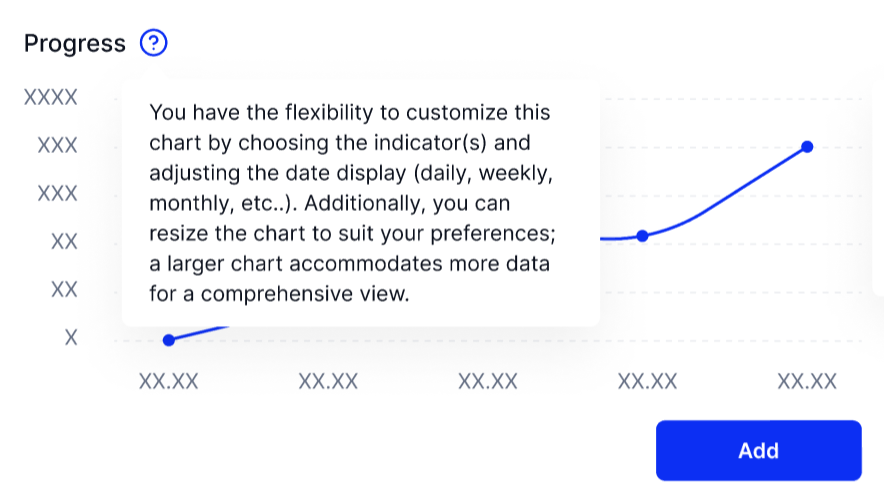 Progress ?
XXXX
XXX
XXX
XX
XX
X
You have the flexibility to customize this
chart by choosing the indicator(s) and
adjusting the date display (daily, weekly,
monthly, etc..). Additionally, you can
resize the chart to suit your preferences;
a larger chart accommodates more data
for a comprehensive view.
XX.XX XX.XX XX.XX XX.XX XX.XX
Add